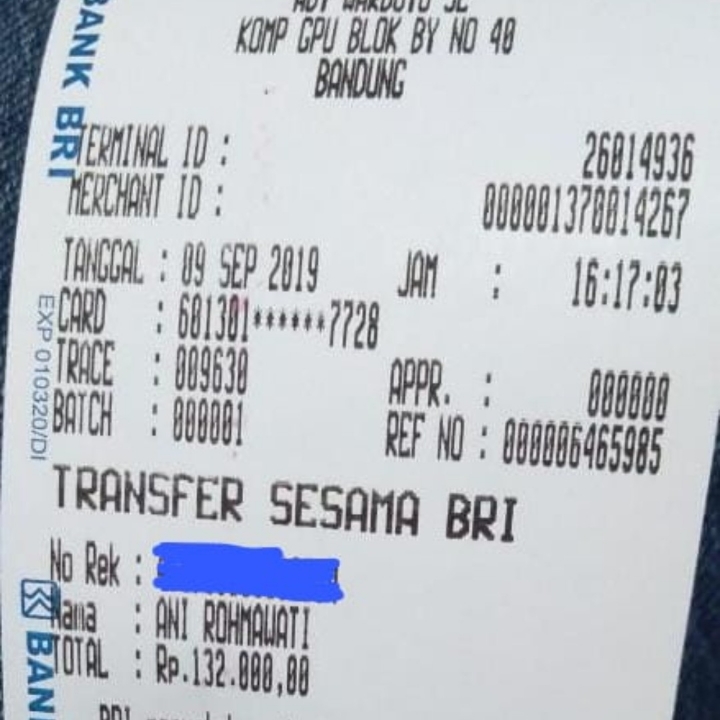 KOMP GPU BLOK BY NO 40
BANDUNG
BANK BRI
TERMINAL ID : 26014936
MERCHANT ID : 000001370014267
TANGGAL : 09 SEP 2019 JAM : 16:17:03
CARD : 601301******7728
TRACE : 009630 APPR. : 000000
BATCH : 000001 REF NO : 000006465985
EXP 010320/DI
TRANSFER SESAMA BRI
No Rek :
Nama : ANI ROHMAWATI
TOTAL : Rp.132.000,00
BAN